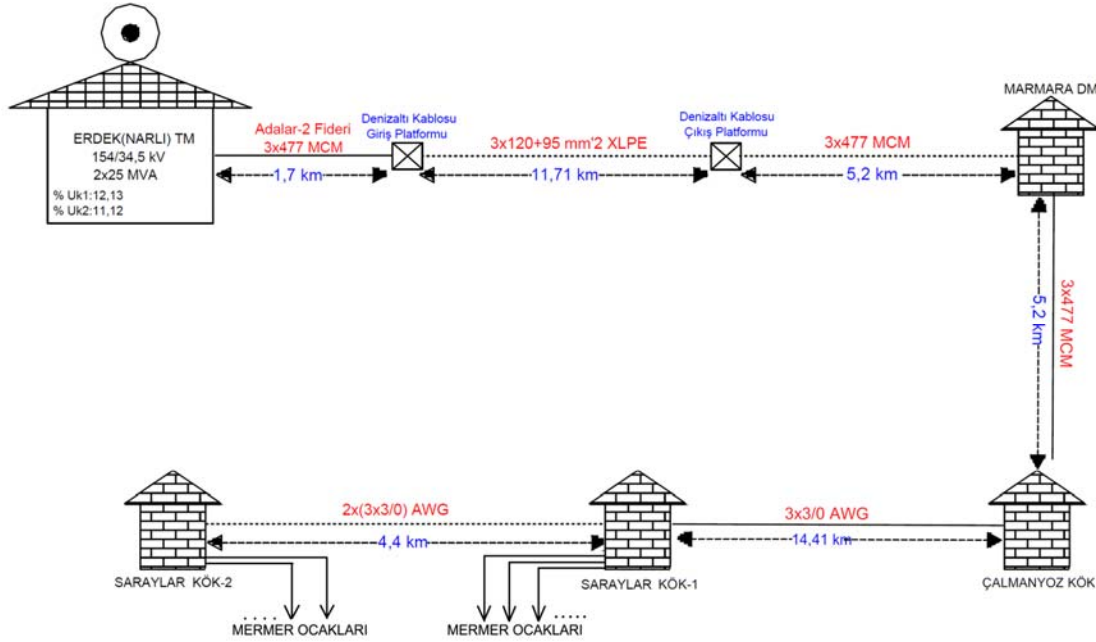 MARMARA DM
Denizaltı Kablosu
Giriş Platformu
Denizaltı Kablosu
Çıkış Platformu
ERDEK(NARLI) TM
154/34,5 kV
2x25 MVA
% Uk1:12,13
% Uk2:11,12
Adalar-2 Fideri
3x477 MCM
1,7 km
3x120+95 mm'2 XLPE
11,71 km
3x477 MCM
5,2 km
5,2 km
3x477 MCM
2x(3x3/0) AWG
4,4 km
3x3/0 AWG
14,41 km
SARAYLAR KÖK-2
SARAYLAR KÖK-1
ÇALMANYOZ KÖK
MERMER OCAKLARI
MERMER OCAKLARI